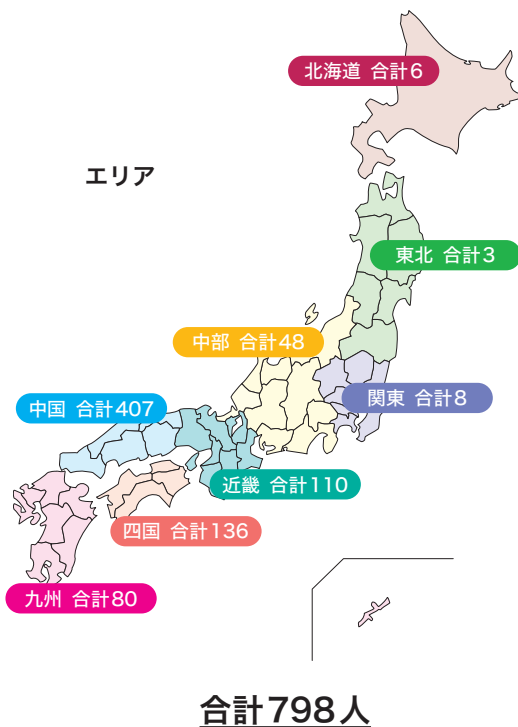 北海道 合計6
エリア
東北 合計3
中部 合計48
関東 合計8
中国 合計407
近畿 合計110
四国 合計136
九州 合計80
合計798人